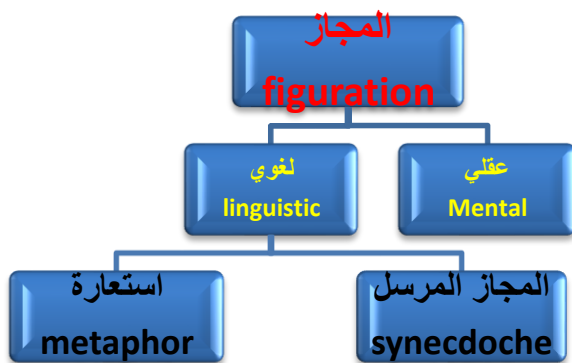 المجاز
figuration
لغوي
linguistic
عقلي
Mental
استعارة
metaphor
المجاز المرسل
synecdoche